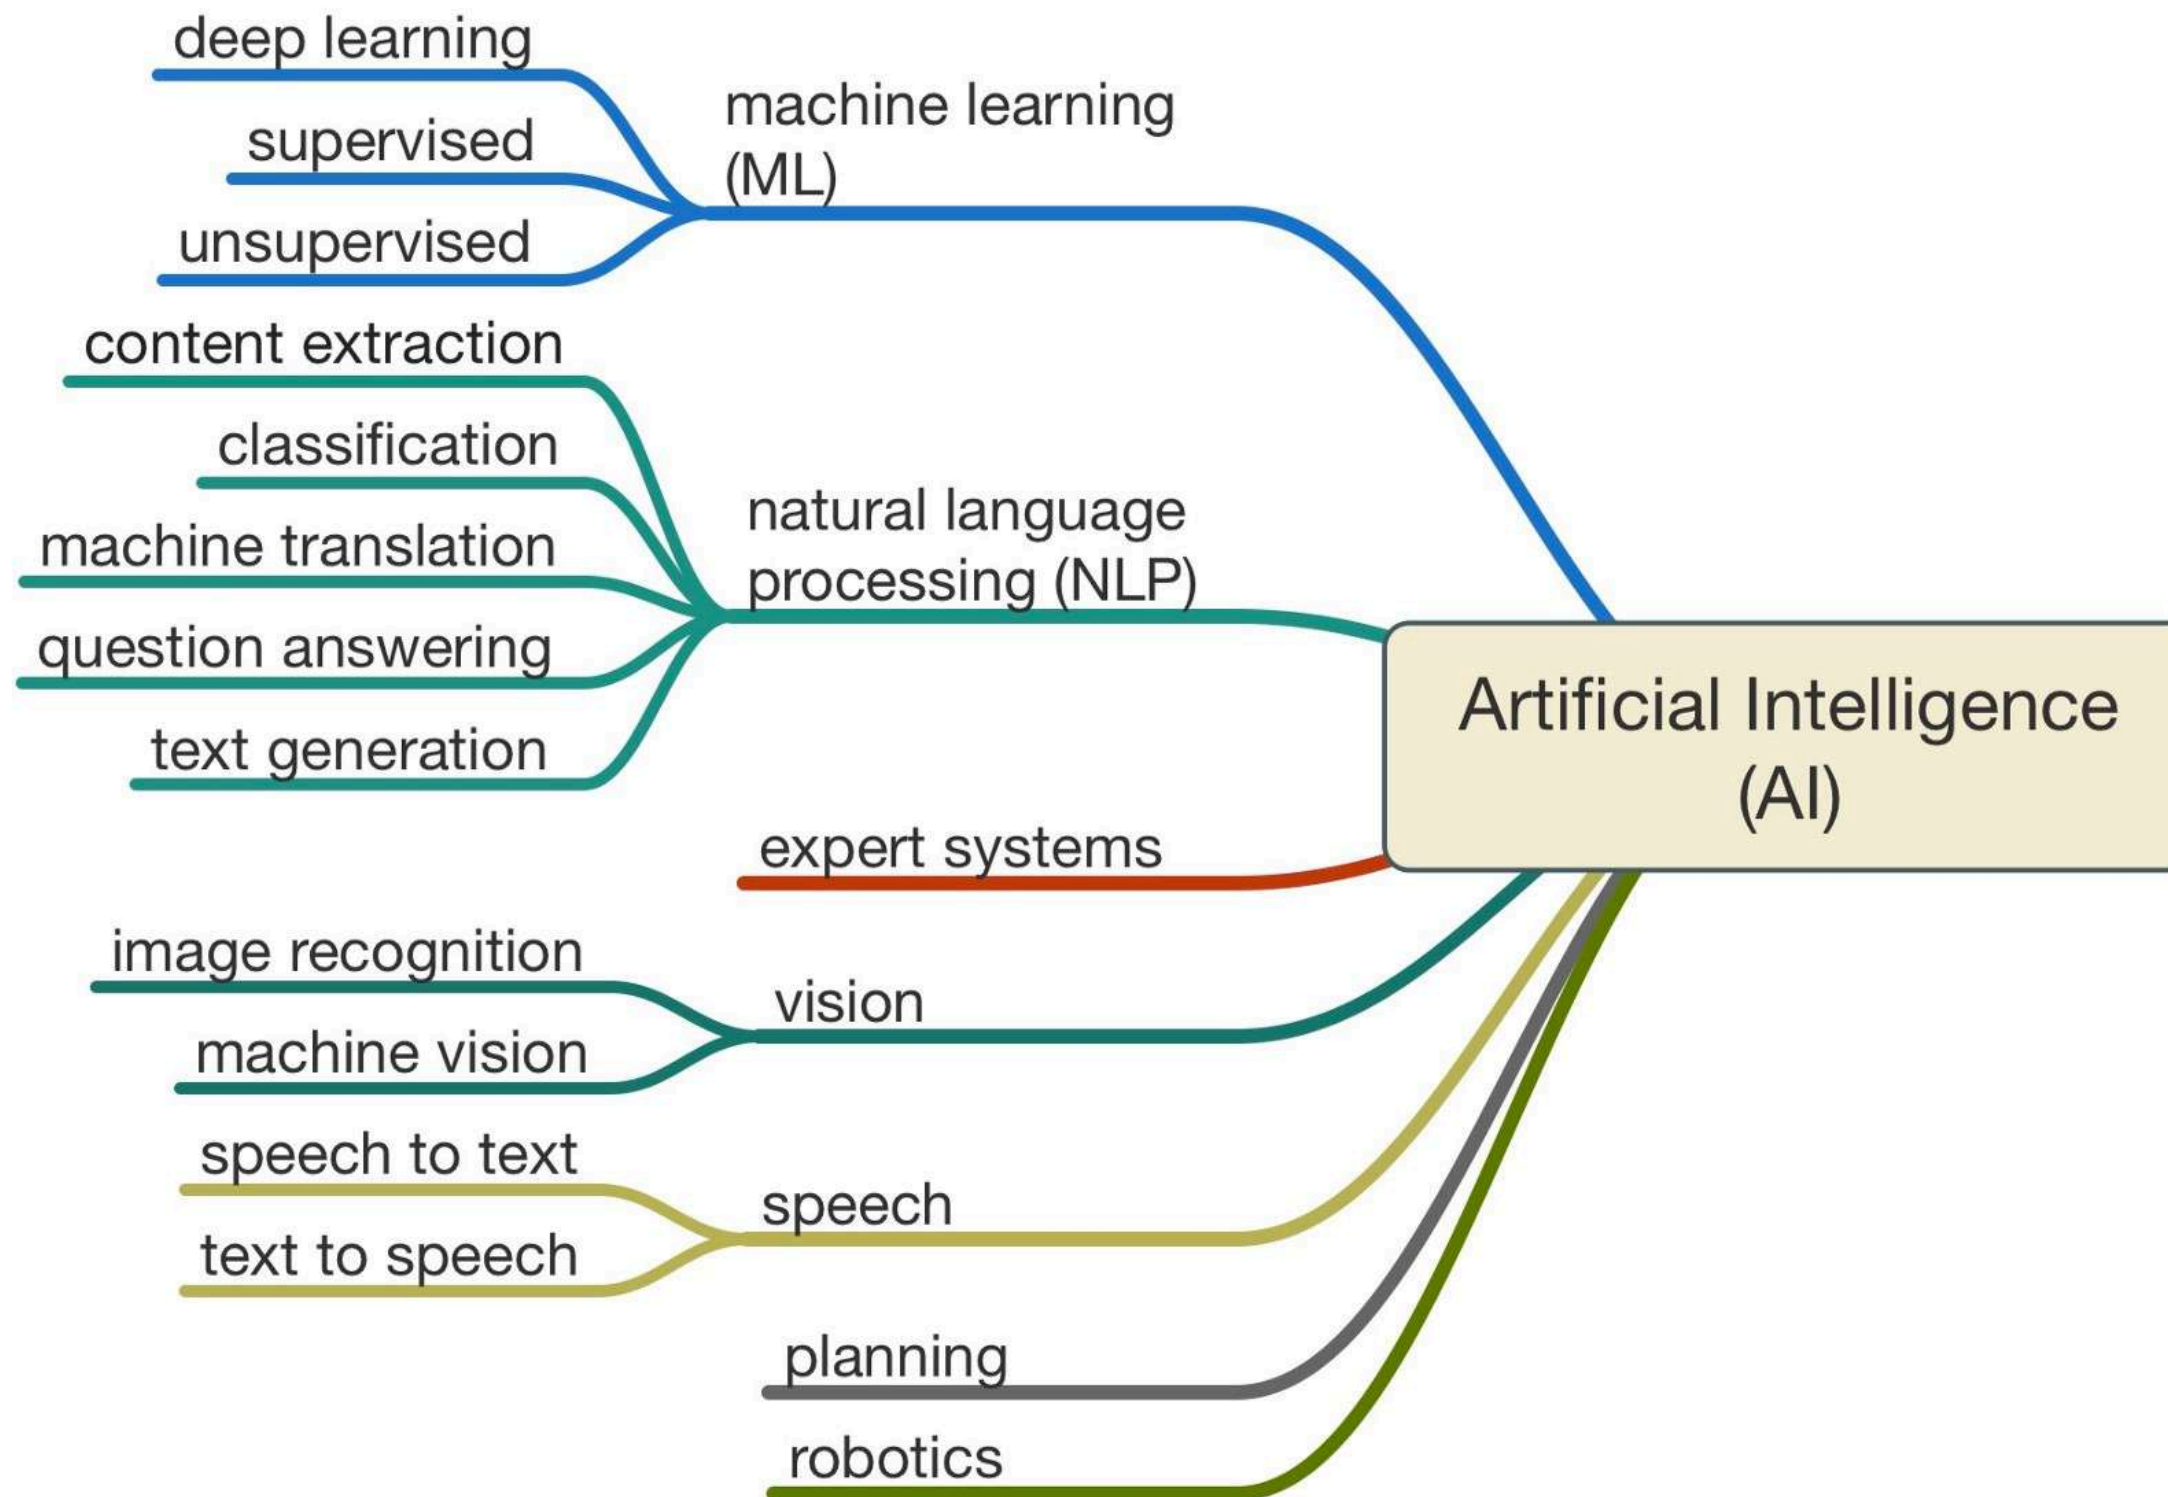 deep learning
supervised
unsupervised
machine learning
(ML)
content extraction
classification
machine translation
question answering
text generation
natural language
processing (NLP)
expert systems
image recognition
machine vision
vision
speech to text
text to speech
speech
planning
robotics
Artificial Intelligence
(AI)